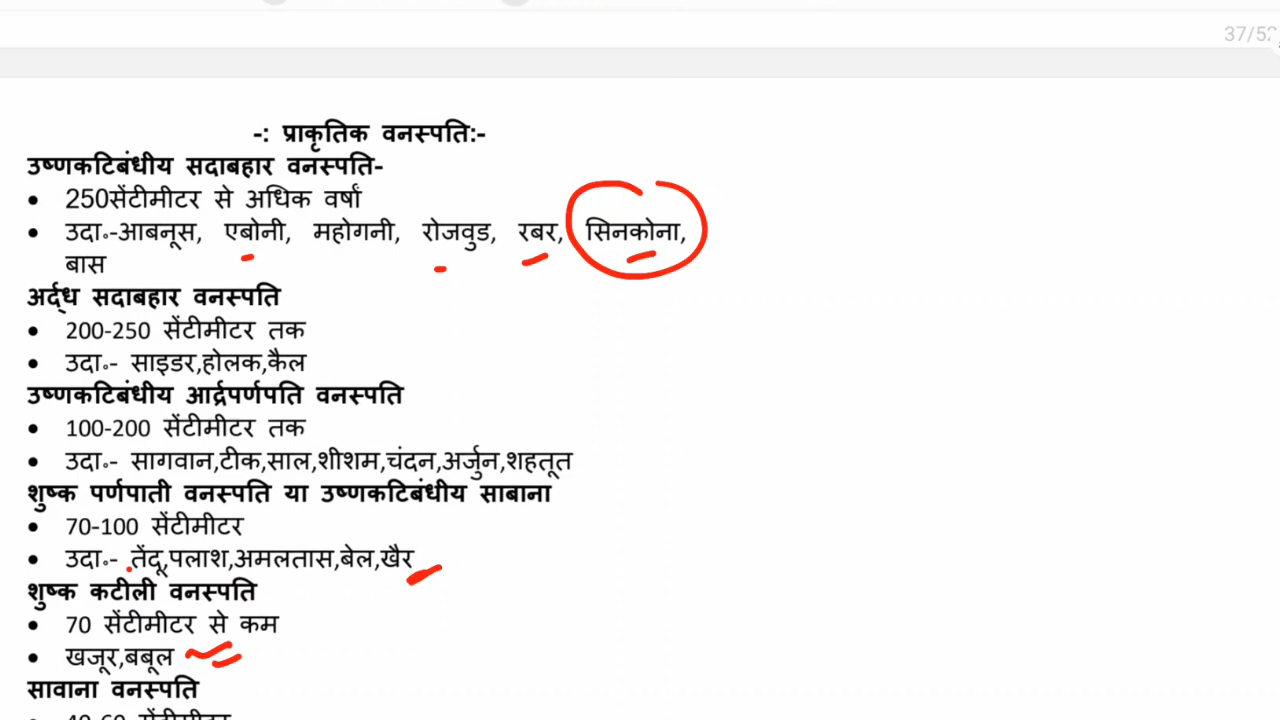 37/52
-: प्राकृतिक वनस्पति:-
उष्णकटिबंधीय सदाबहार वनस्पति-
• 250सेंटीमीटर से अधिक वर्षां
• उदा॰-आबनूस, एबोनी, महोगनी, रोजवुड, रबर, सिनकोना,
बास
अर्द्ध सदाबहार वनस्पति
• 200-250 सेंटीमीटर तक
• उदा॰- साइडर,होलक,कैल
उष्णकटिबंधीय आर्द्रपर्णपति वनस्पति
• 100-200 सेंटीमीटर तक
• उदा॰- सागवान,टीक,साल,शीशम,चंदन,अर्जुन,शहतूत
शुष्क पर्णपाती वनस्पति या उष्णकटिबंधीय साबाना
• 70-100 सेंटीमीटर
• उदा॰- तेंदू,पलाश,अमलतास,बेल,खैर
शुष्क कटीली वनस्पति
• 70 सेंटीमीटर से कम
• खजूर,बबूल
सावाना वनस्पति
• 40-60 सेंटीमीटर